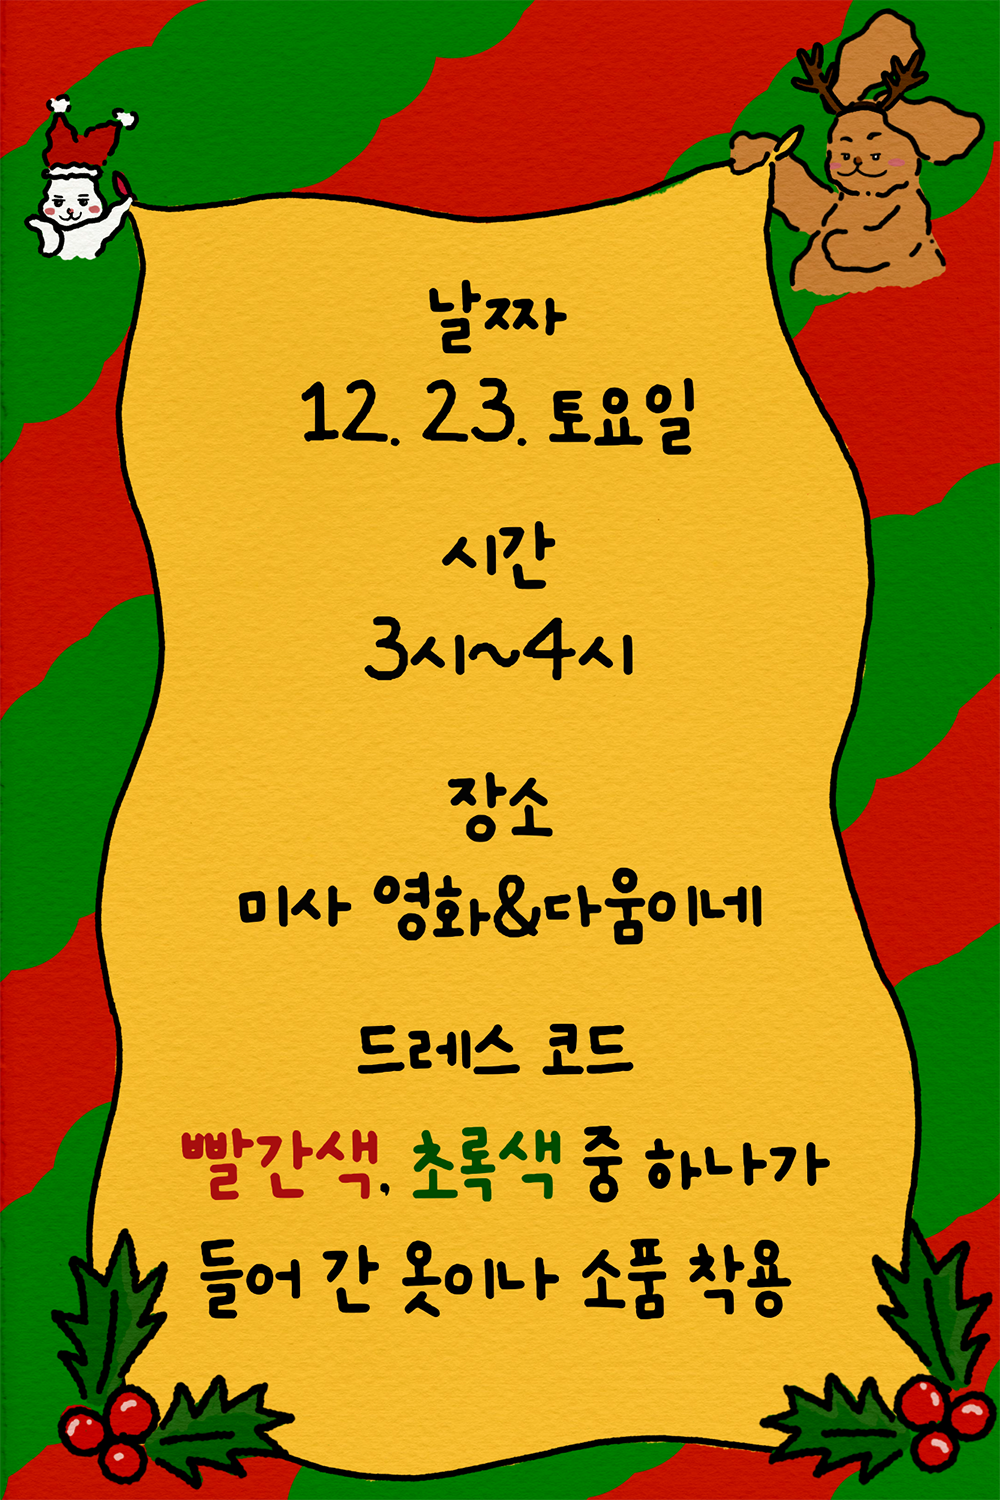 날짜
12. 23. 토요일
시간
3시~4시
장소
미사 영화&다움이네
드레스 코드
빨간색, 초록색 중 하나가
들어 간 옷이나 소품 착용